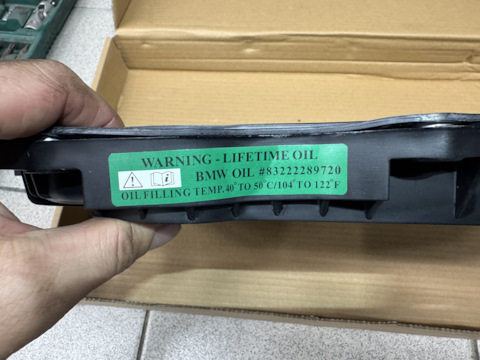 WARNING - LIFETIME OIL
BMW OIL #83222289720
OIL FILLING TEMP. 40° TO 50°C/104° TO 122°F